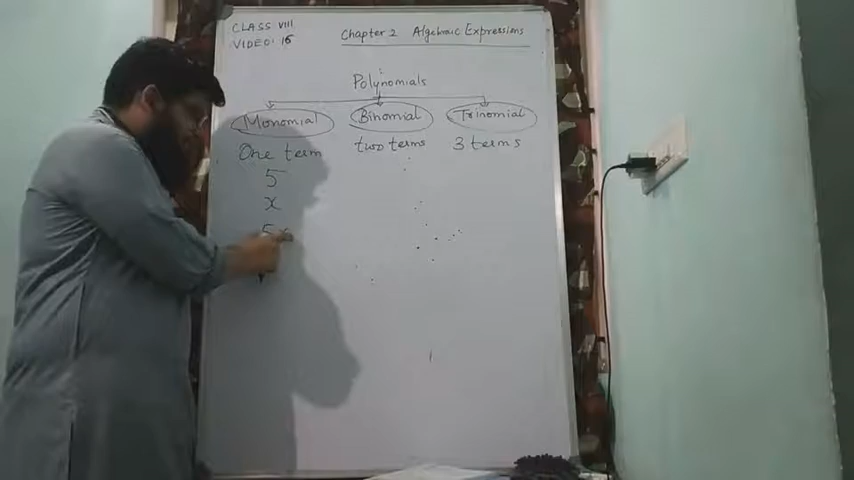 CLASS VIII
VIDEO: 16
Chapter 2 Algebraic Expressions
Polynomials
Monomial Binomial Trinomial
One term two terms 3 terms
5
x
5x